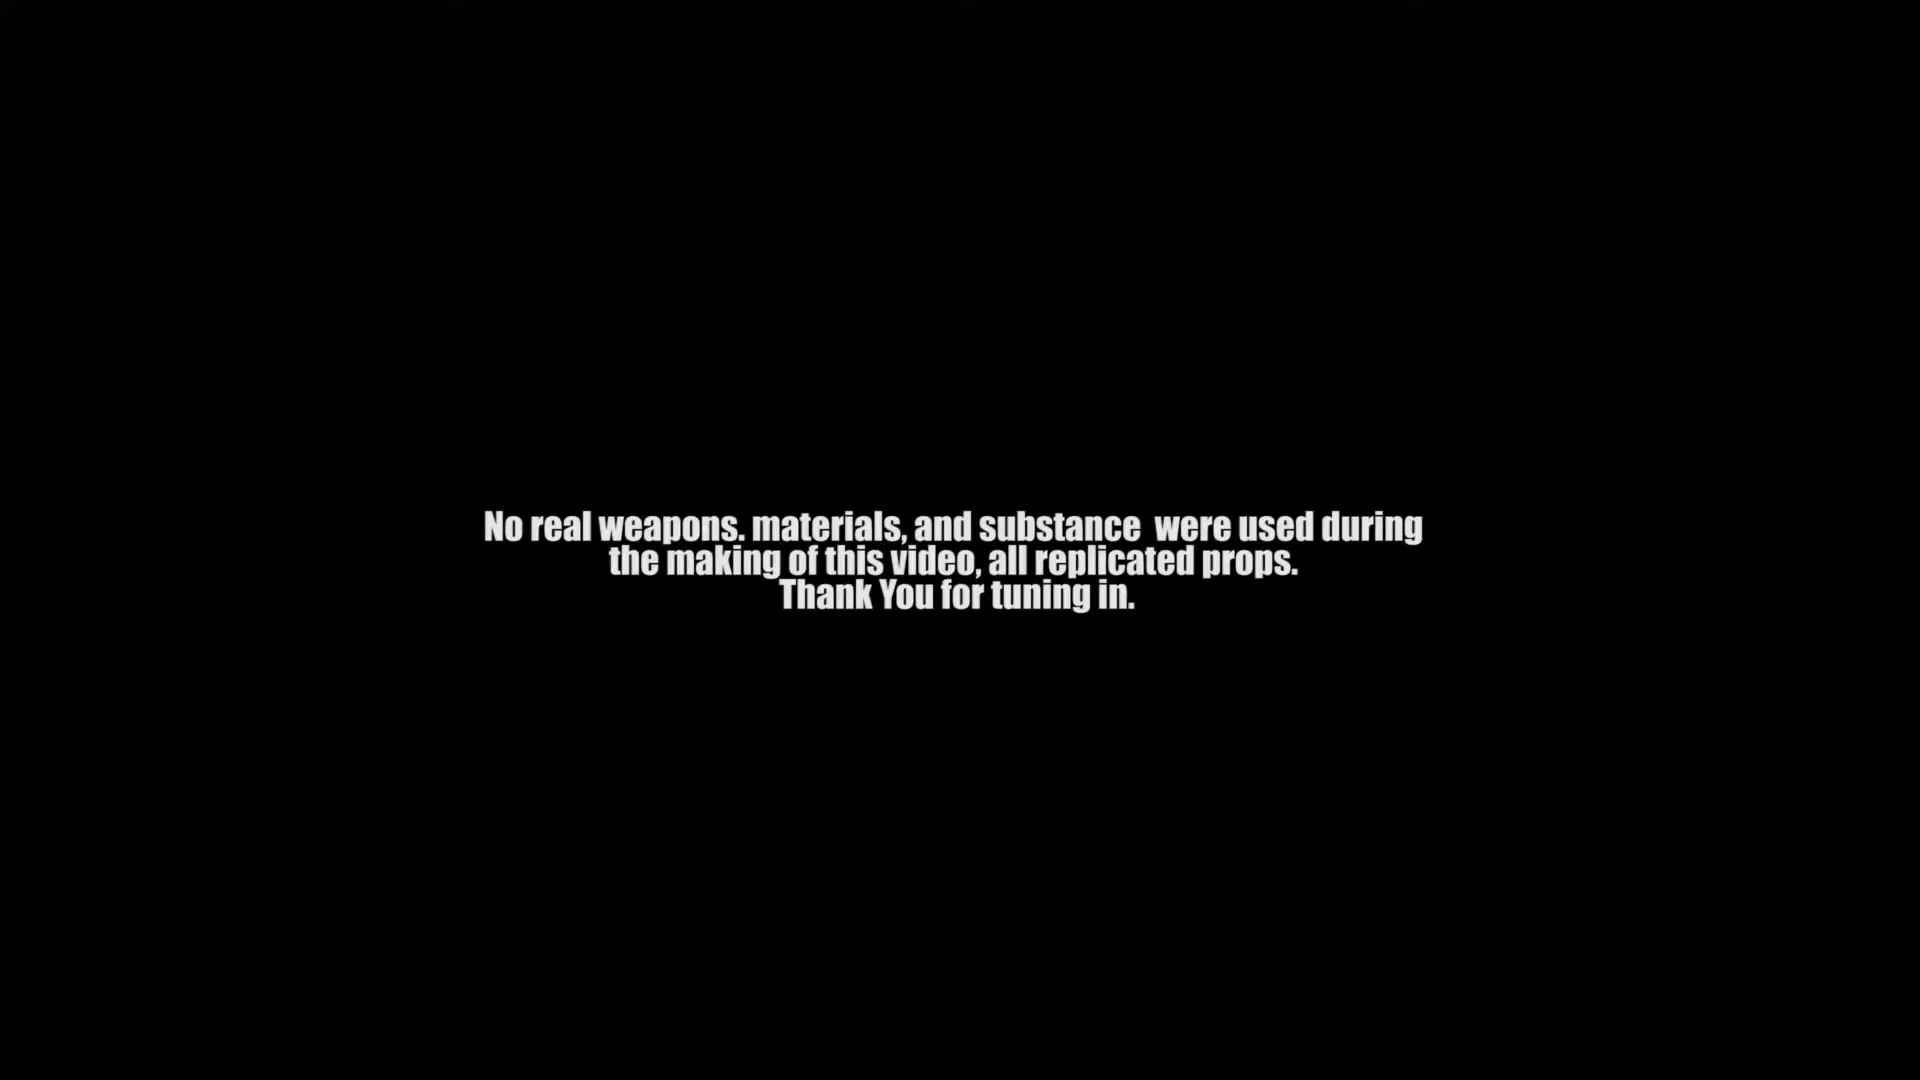 No real weapons. materials, and substance  were used during
the making of this video, all replicated props.
Thank You for tuning in.